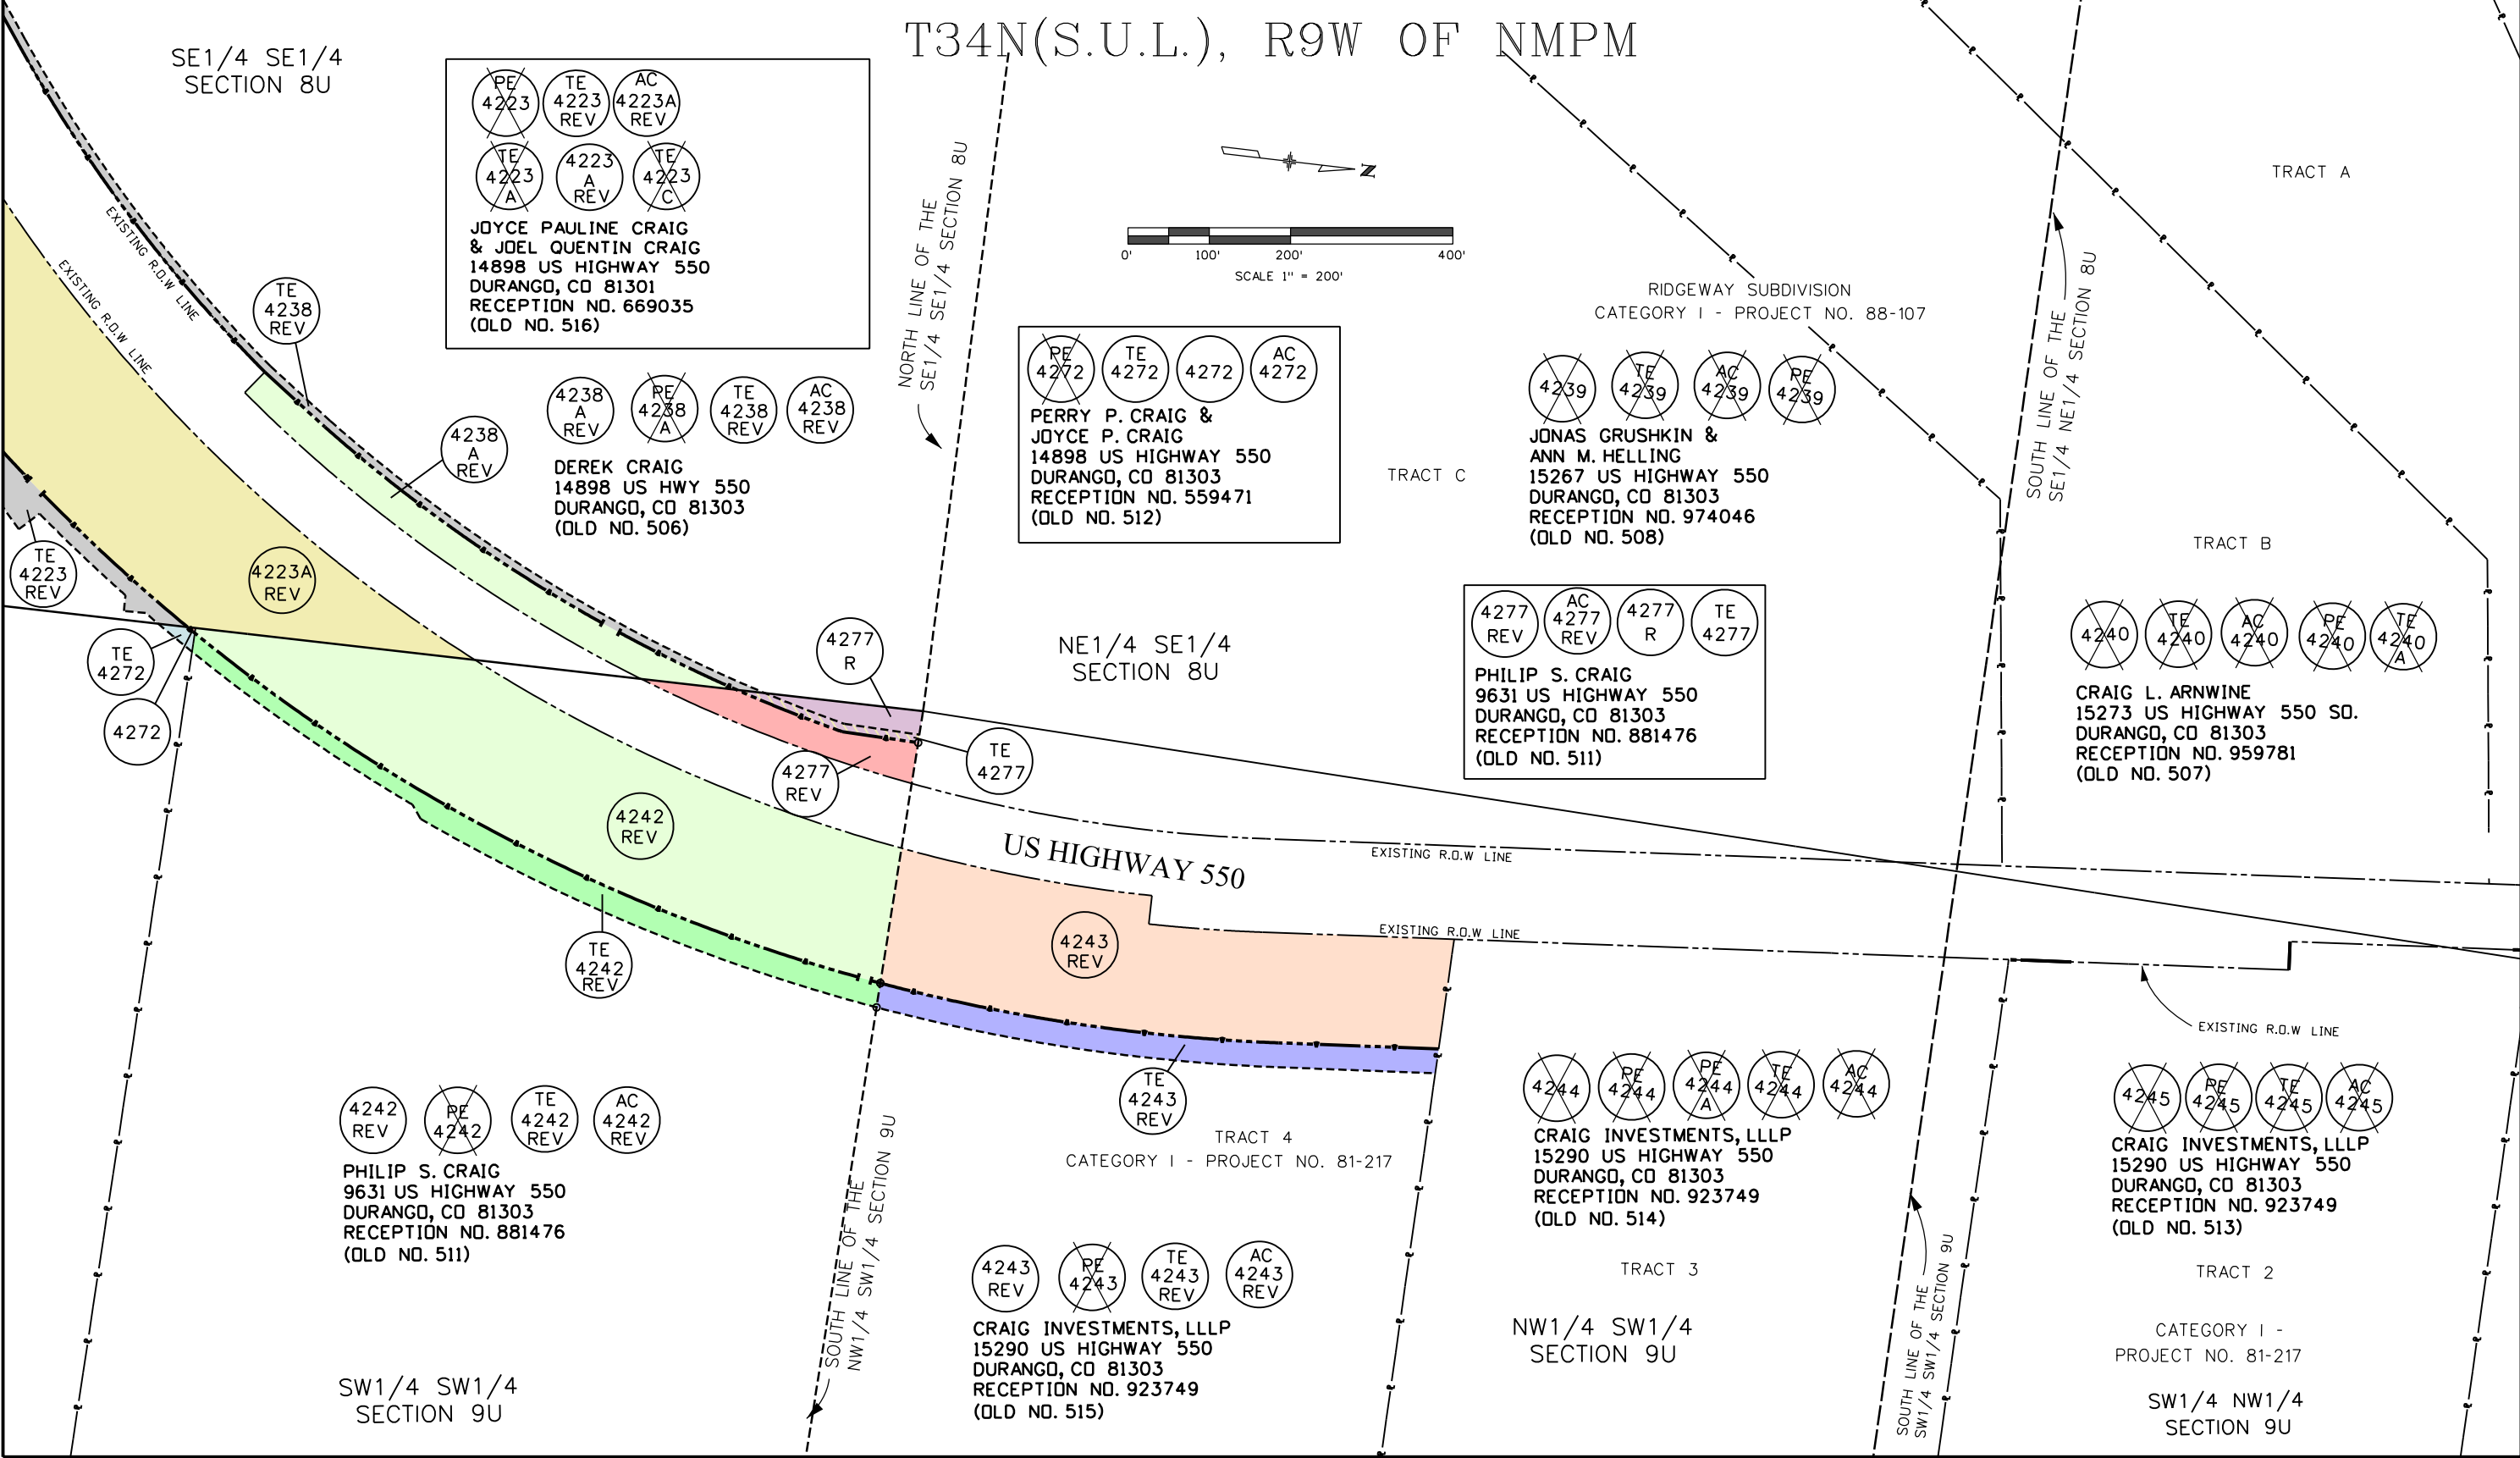 T34N(S.U.L.), R9W OF NMPM
SE1/4 SE1/4
SECTION 8U
PE
4223
TE
4223
REV
AC
4223A
REV
TE
4223
A
4223
A
REV
TE
4223
C
JOYCE PAULINE CRAIG
& JOEL QUENTIN CRAIG
14898 US HIGHWAY 550
DURANGO, CO 81301
RECEPTION NO. 669035
(OLD NO. 516)
EXISTING R.O.W LINE
EXISTING R.O.W LINE
TE
4238
REV
4238
A
REV
4238
A
REV
PE
4238
A
TE
4238
REV
AC
4238
REV
DEREK CRAIG
14898 US HWY 550
DURANGO, CO 81303
(OLD NO. 506)
NORTH LINE OF THE
SE1/4 SE1/4 SECTION 8U
N
0'
100'
200'
400'
SCALE 1" = 200'
PE
4272
TE
4272
4272
AC
4272
PERRY P. CRAIG &
JOYCE P. CRAIG
14898 US HIGHWAY 550
DURANGO, CO 81303
RECEPTION NO. 559471
(OLD NO. 512)
TRACT C
RIDGEWAY SUBDIVISION
CATEGORY I - PROJECT NO. 88-107
4239
TE
4239
AC
4239
PE
4239
JONAS GRUSHKIN &
ANN M. HELLING
15267 US HIGHWAY 550
DURANGO, CO 81303
RECEPTION NO. 974046
(OLD NO. 508)
TRACT A
SOUTH LINE OF THE
SE1/4 NE1/4 SECTION 8U
TRACT B
4240
TE
4240
AC
4240
PE
4240
TE
4240
A
CRAIG L. ARNWINE
15273 US HIGHWAY 550 SO.
DURANGO, CO 81303
RECEPTION NO. 959781
(OLD NO. 507)
4277
REV
AC
4277
REV
4277
R
TE
4277
PHILIP S. CRAIG
9631 US HIGHWAY 550
DURANGO, CO 81303
RECEPTION NO. 881476
(OLD NO. 511)
NE1/4 SE1/4
SECTION 8U
TE
4223
REV
4223A
REV
TE
4272
4272
4277
R
4277
REV
TE
4277
4242
REV
US HIGHWAY 550
EXISTING R.O.W LINE
EXISTING R.O.W LINE
4243
REV
TE
4242
REV
TE
4243
REV
EXISTING R.O.W LINE
TRACT 4
CATEGORY I - PROJECT NO. 81-217
4242
REV
PE
4242
TE
4242
REV
AC
4242
REV
PHILIP S. CRAIG
9631 US HIGHWAY 550
DURANGO, CO 81303
RECEPTION NO. 881476
(OLD NO. 511)
SW1/4 SW1/4
SECTION 9U
SOUTH LINE OF THE
NW1/4 SW1/4 SECTION 9U
4243
REV
PE
4243
TE
4243
REV
AC
4243
REV
CRAIG INVESTMENTS, LLLP
15290 US HIGHWAY 550
DURANGO, CO 81303
RECEPTION NO. 923749
(OLD NO. 515)
4244
PE
4244
PE
4244
A
TE
4244
AC
4244
CRAIG INVESTMENTS, LLLP
15290 US HIGHWAY 550
DURANGO, CO 81303
RECEPTION NO. 923749
(OLD NO. 514)
TRACT 3
NW1/4 SW1/4
SECTION 9U
SOUTH LINE OF THE
SW1/4 SW1/4 SECTION 9U
4245
PE
4245
TE
4245
AC
4245
CRAIG INVESTMENTS, LLLP
15290 US HIGHWAY 550
DURANGO, CO 81303
RECEPTION NO. 923749
(OLD NO. 513)
TRACT 2
CATEGORY I -
PROJECT NO. 81-217
SW1/4 NW1/4
SECTION 9U